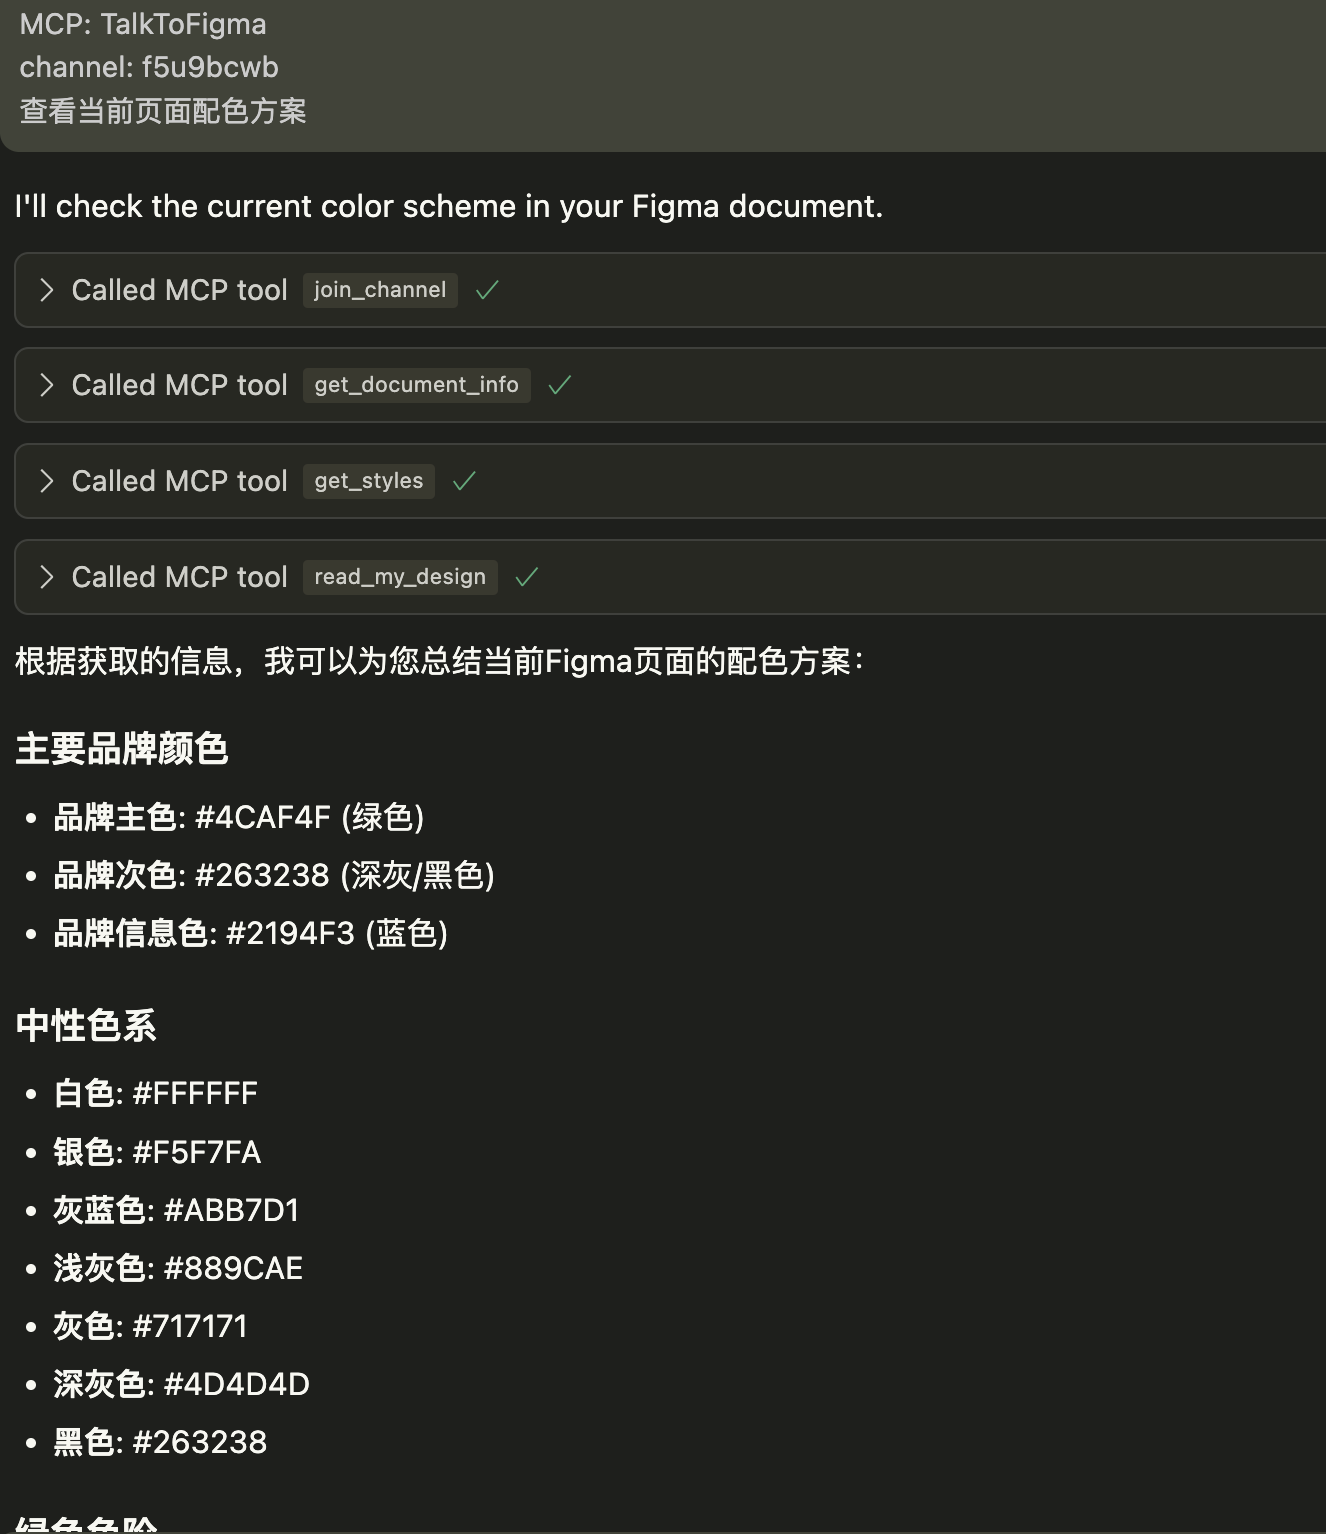 MCP: TalkToFigma
channel: f5u9bcwb
查看当前页面配色方案
I'll check the current color scheme in your Figma document.
Called MCP tool join_channel
Called MCP tool get_document_info
Called MCP tool get_styles
Called MCP tool read_my_design
根据获取的信息，我可以为您总结当前Figma页面的配色方案：
主要品牌颜色
• 品牌主色: #4CAF4F (绿色)
• 品牌次色: #263238 (深灰/黑色)
• 品牌信息色: #2194F3 (蓝色)
中性色系
• 白色: #FFFFFF
• 银色: #F5F7FA
• 灰蓝色: #ABB7D1
• 浅灰色: #889CAE
• 灰色: #717171
• 深灰色: #4D4D4D
• 黑色: #263238
绿色色阶